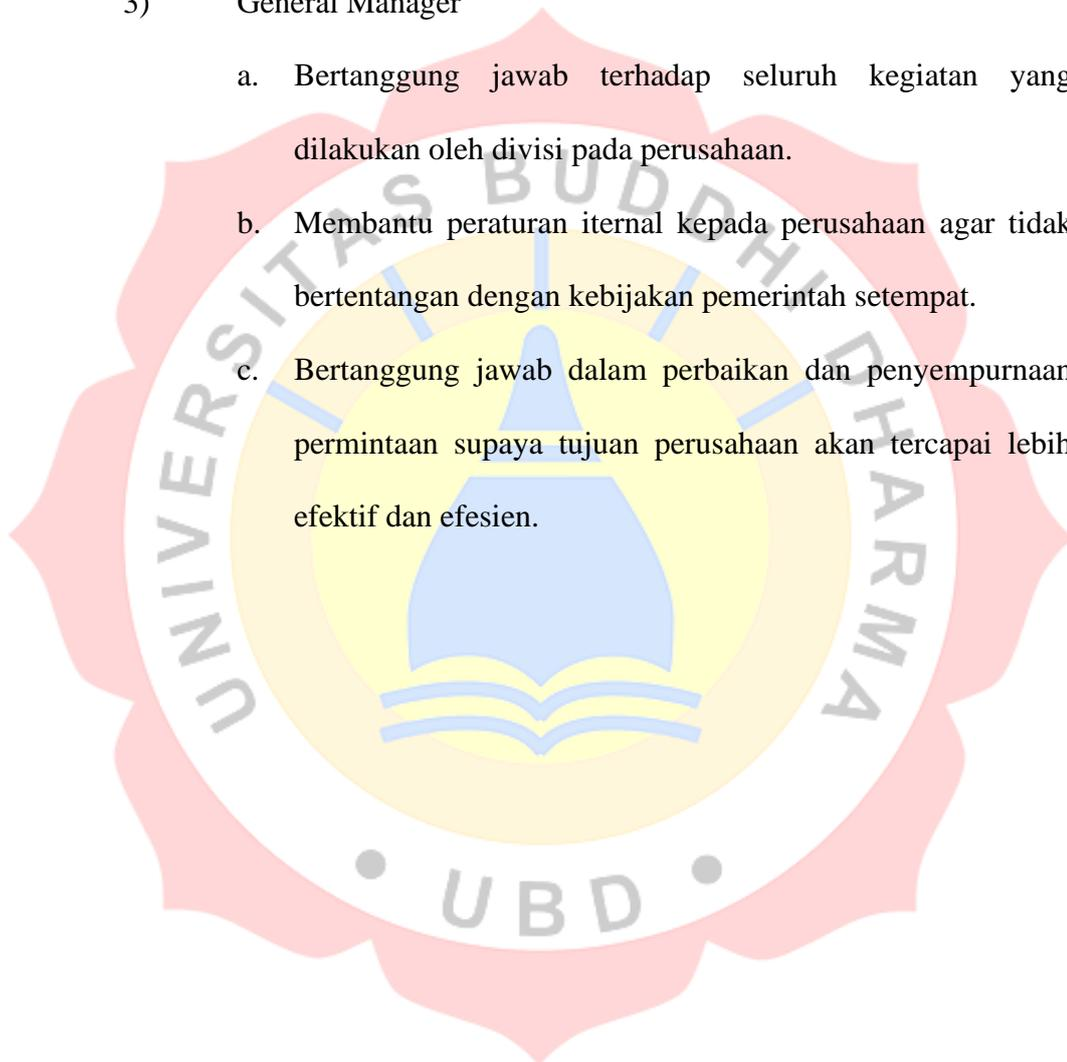 3) General Manager
a. Bertanggung jawab terhadap seluruh kegiatan yang
dilakukan oleh divisi pada perusahaan.
b. Membantu peraturan iternal kepada perusahaan agar tidak
bertentangan dengan kebijakan pemerintah setempat.
c. Bertanggung jawab dalam perbaikan dan penyempurnaan
permintaan supaya tujuan perusahaan akan tercapai lebih
efektif dan efesien.
UNIVERSITAS BUDDHI DHARMA
• UBD •